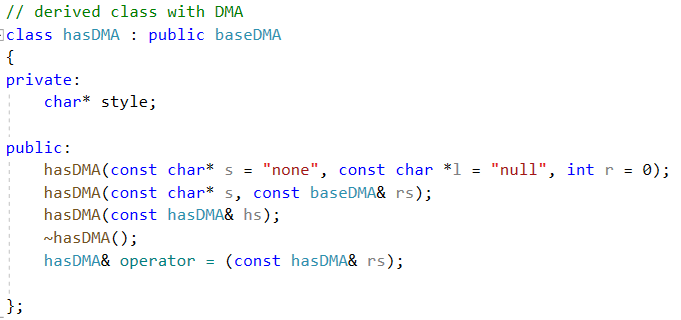 // derived class with DMA
class hasDMA : public baseDMA
{
private:
    char* style;
public:
    hasDMA(const char* s = "none", const char *l = "null", int r = 0);
    hasDMA(const char* s, const baseDMA& rs);
    hasDMA(const hasDMA& hs);
    ~hasDMA();
    hasDMA& operator = (const hasDMA& rs);
};